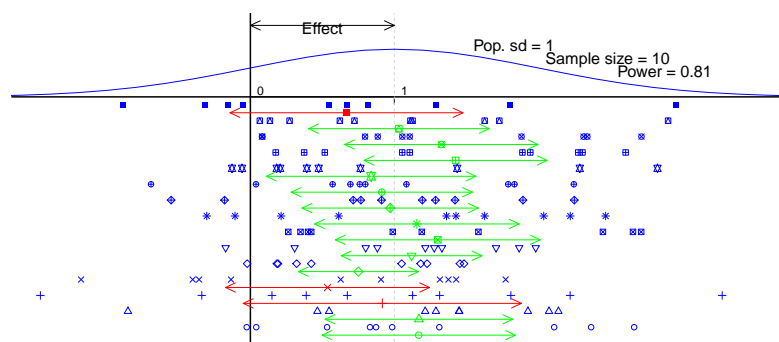 Effect
Pop. sd = 1
Sample size = 10
Power = 0.81
0 1